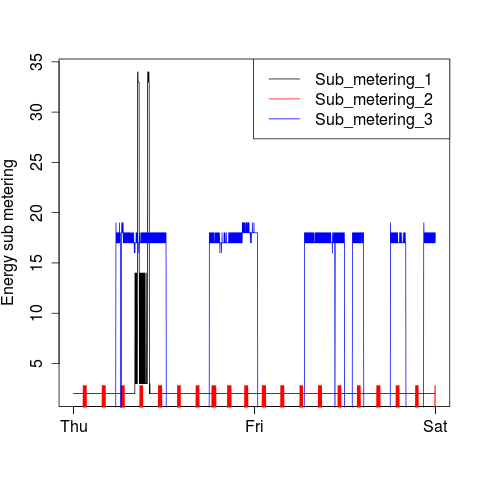 Sub_metering_1
Sub_metering_2
Sub_metering_3
Energy sub metering
35
30
25
20
15
10
5
Thu Fri Sat